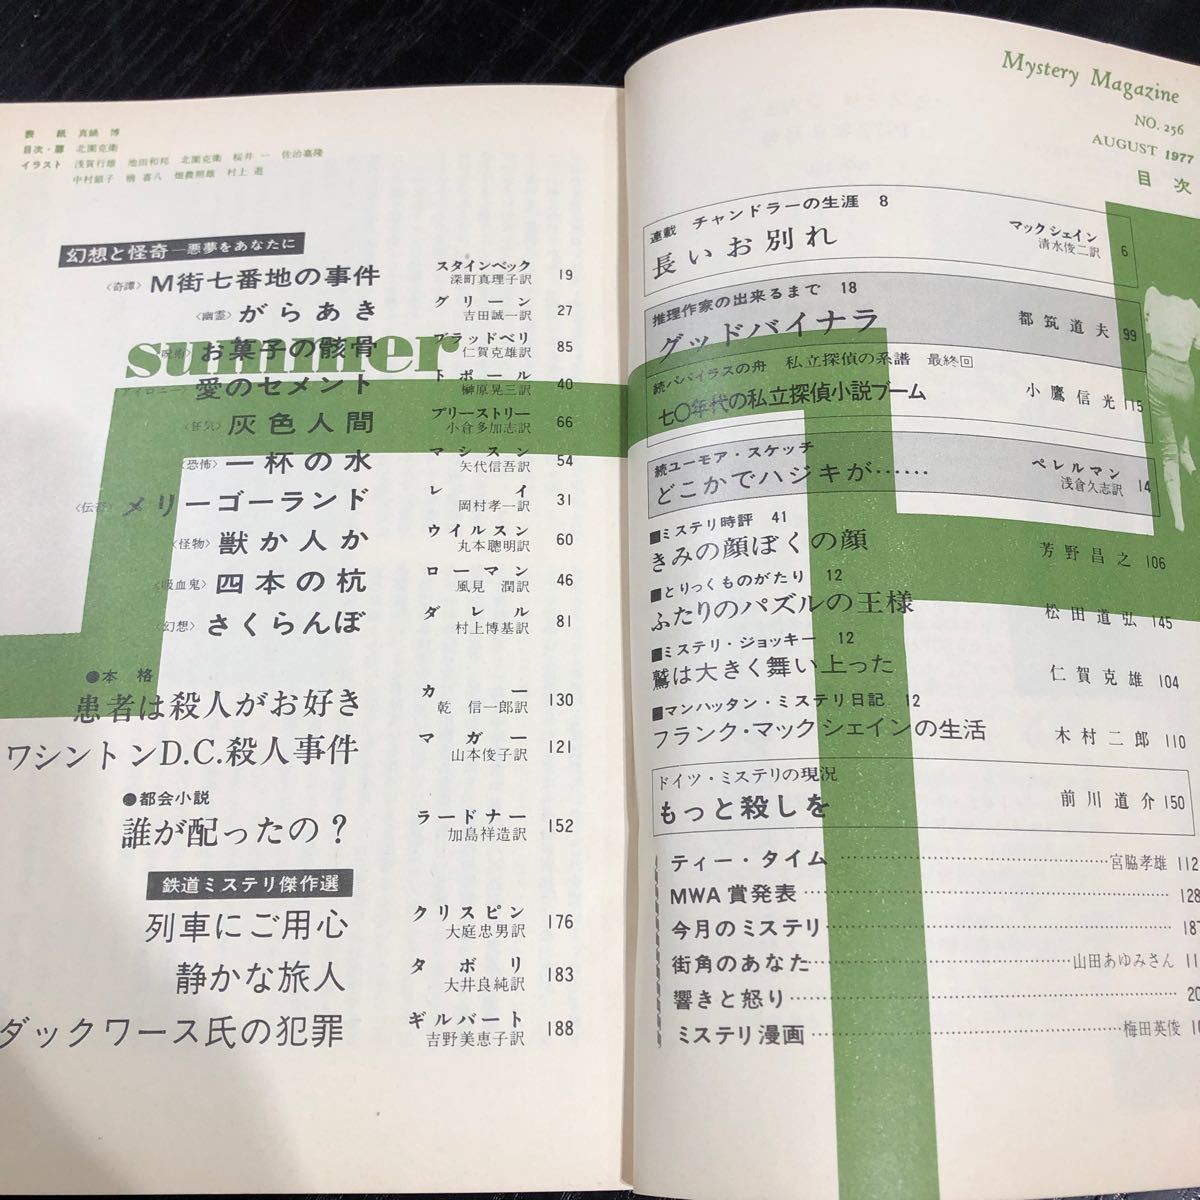 表　紙　真鍋　博
目次・扉　北園克衛
イラスト　浅賀行雄　池田和邦　北園克衛　桜井　一　佐治嘉隆
中村銀子　楢　喜八　畑農照雄　村上　遊
幻想と怪奇―悪夢をあなたに
〈奇譚〉M街七番地の事件　スタインベック　深町真理子訳　19
〈幽霊〉がらあき　グリーン　吉田誠一訳　27
summer
〈呪術〉お菓子の骸骨　ブラッドベリ　仁賀克雄訳　85
愛のセメント　トポール　榊原晃三訳　40
〈狂気〉灰色人間　プリーストリー　小倉多加志訳　66
〈恐怖〉一杯の水　マシスン　矢代信吾訳　54
メリーゴーランド　レイ　岡村孝一訳　31
〈怪物〉獣か人か　ウイルスン　丸本聰明訳　60
〈吸血鬼〉四本の杭　ローマン　風見　潤訳　46
〈幻想〉さくらんぼ　ダレル　村上博基訳　81
●本　格
患者は殺人がお好き　カー　乾　信一郎訳　130
ワシントンD.C.殺人事件　マガー　山本俊子訳　121
●都会小説
誰が配ったの？　ラードナー　加島祥造訳　152
鉄道ミステリ傑作選
列車にご用心　クリスピン　大庭忠男訳　176
静かな旅人　タボリ　大井良純訳　183
ダックワース氏の犯罪　ギルバート　吉野美恵子訳　188
Mystery Magazine
NO. 256
AUGUST 1977
目　次
連載　チャンドラーの生涯　8
長いお別れ　マックシェイン　清水俊二訳　6
推理作家の出来るまで　18
グッドバイナラ　都筑道夫　99
続パパイラスの舟　私立探偵の系譜　最終回
七〇年代の私立探偵小説ブーム　小鷹信光　115
続ユーモア・スケッチ
どこかでハジキが……　ペレルマン　浅倉久志訳　14
■ミステリ時評　41
きみの顔ぼくの顔　芳野昌之　106
■とりっくものがたり　12
ふたりのパズルの王様　松田道弘　145
■ミステリ・ジョッキー　12
鷲は大きく舞い上った　仁賀克雄　104
■マンハッタン・ミステリ日記　12
フランク・マックシェインの生活　木村二郎　110
ドイツ・ミステリの現況
もっと殺しを　前川道介　150
ティー・タイム……宮脇孝雄　112
MWA賞発表……128
今月のミステリ……187
街角のあなた……山田あゆみさん　11
響きと怒り……20
ミステリ漫画……梅田英俊　1